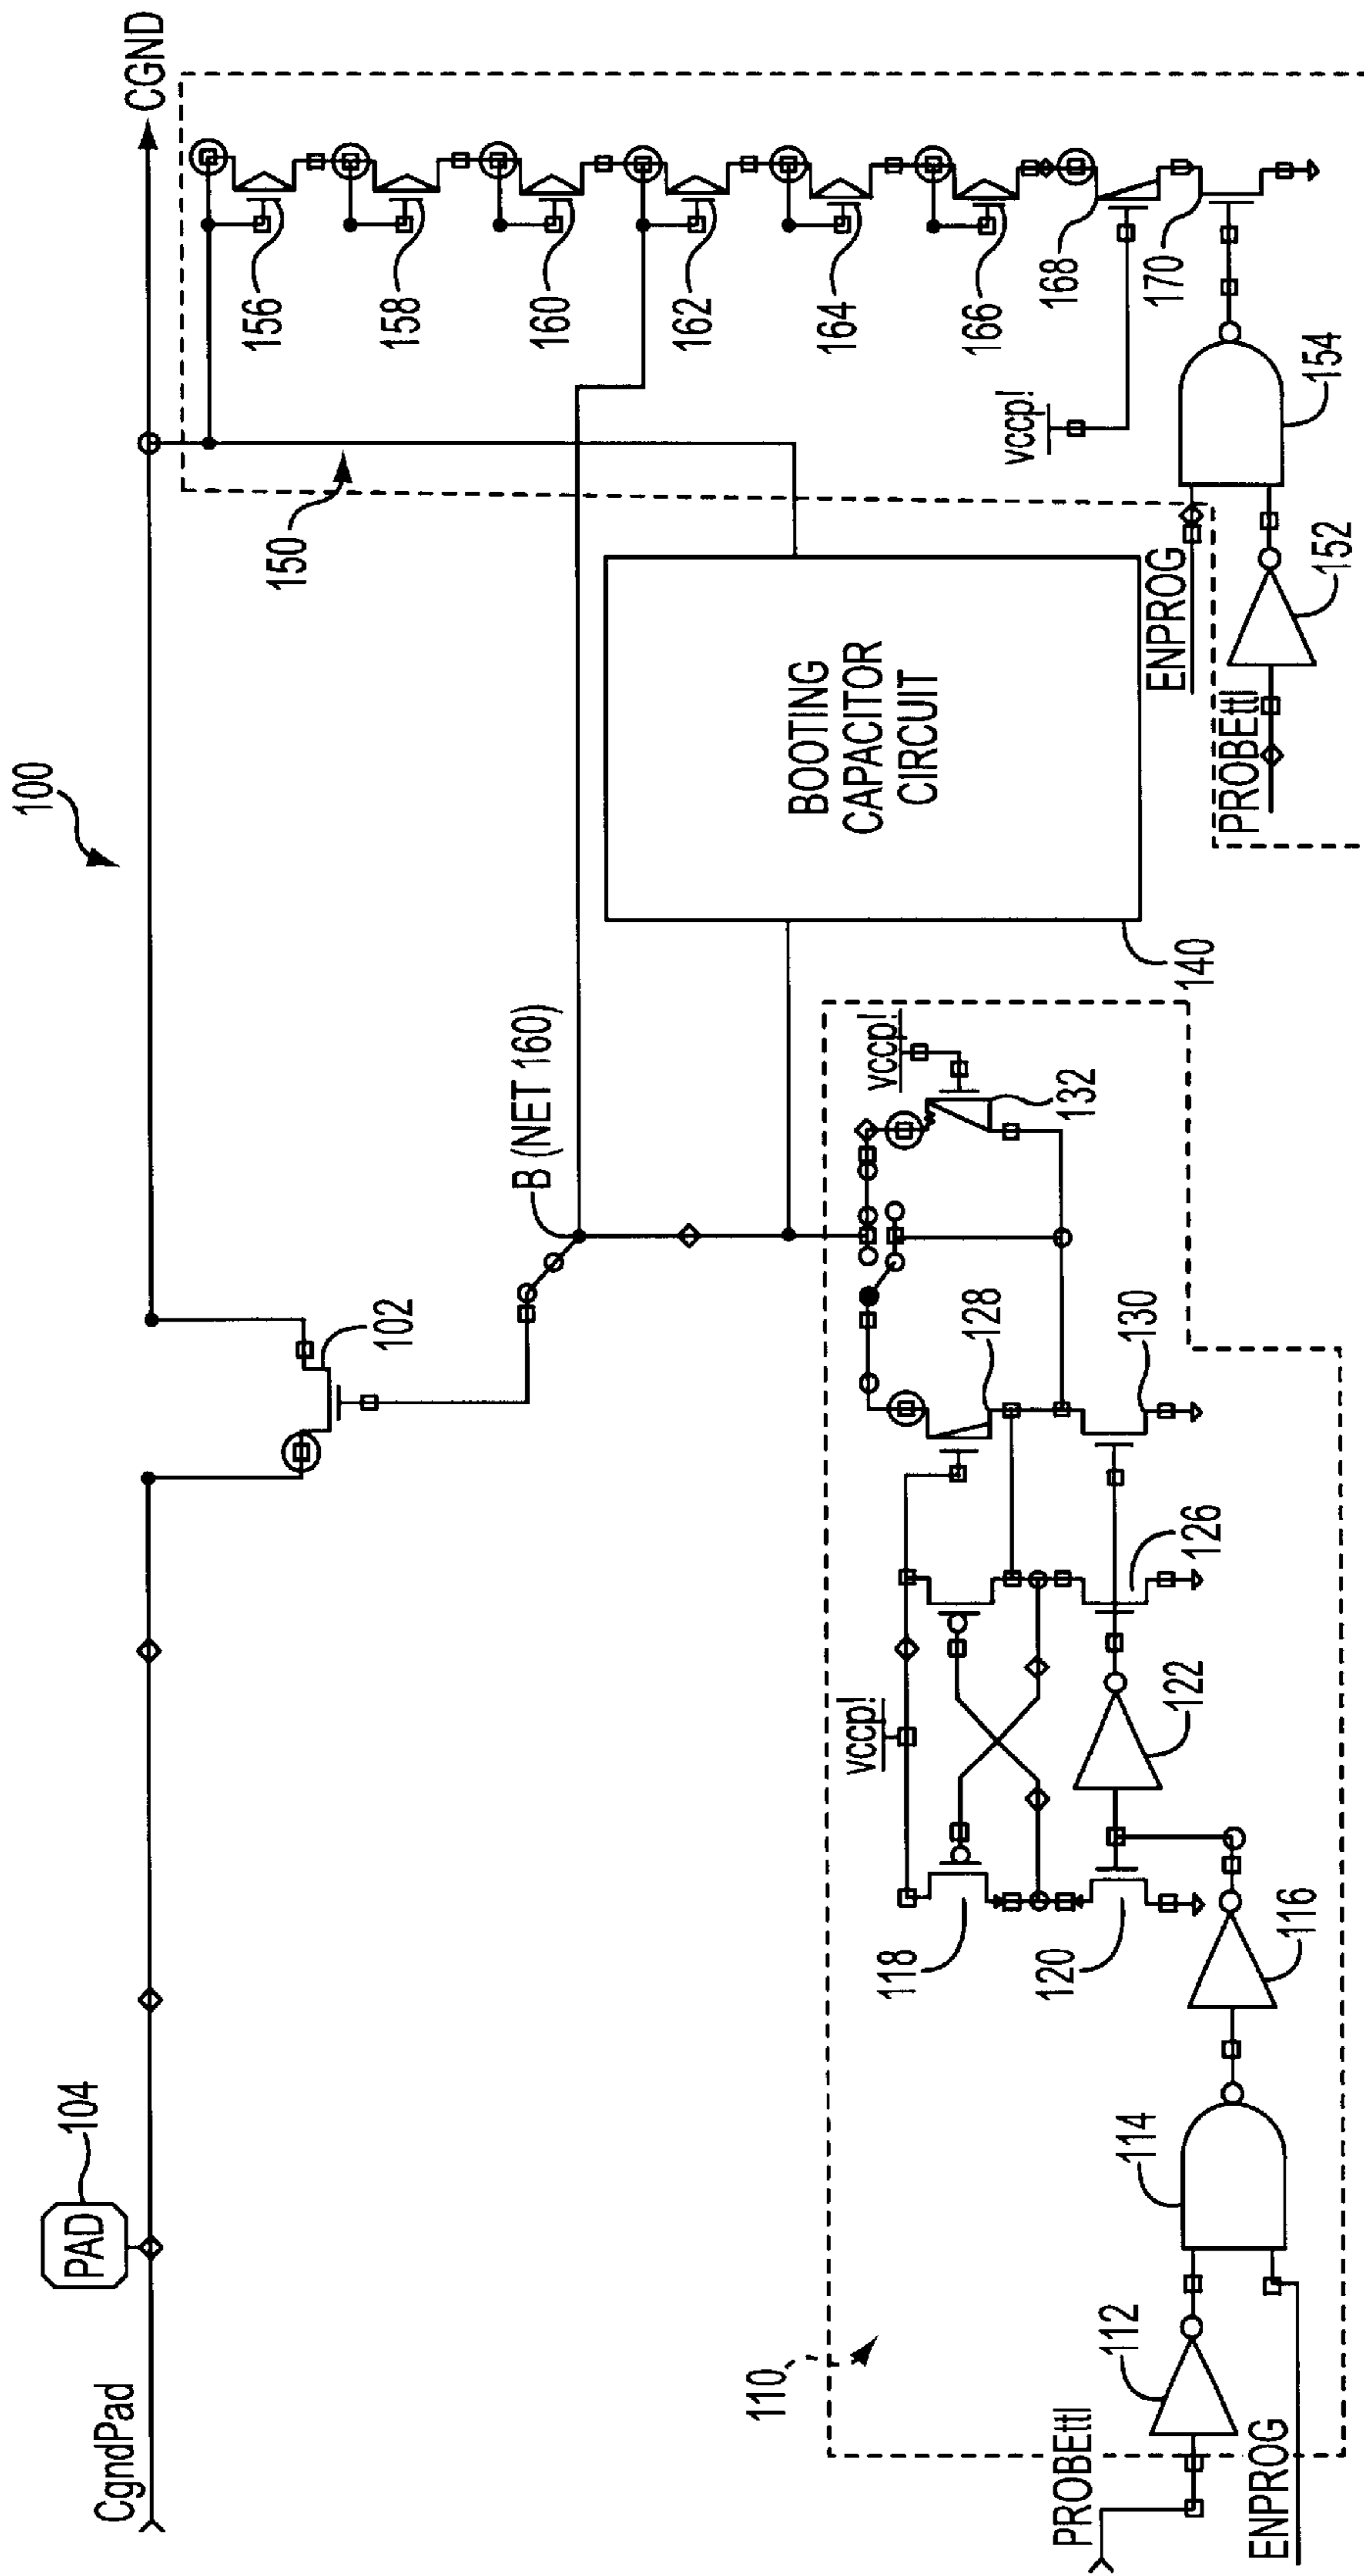 100
CgndPad
PAD
104
CGND
102
B (NET 160)
150
156
158
160
162
164
166
168
170
vccp!
ENPROG
PROBEttl
152
154
BOOTING
CAPACITOR
CIRCUIT
140
110
vccp!
vccp!
132
128
130
126
122
118
120
116
114
112
PROBEttl
ENPROG